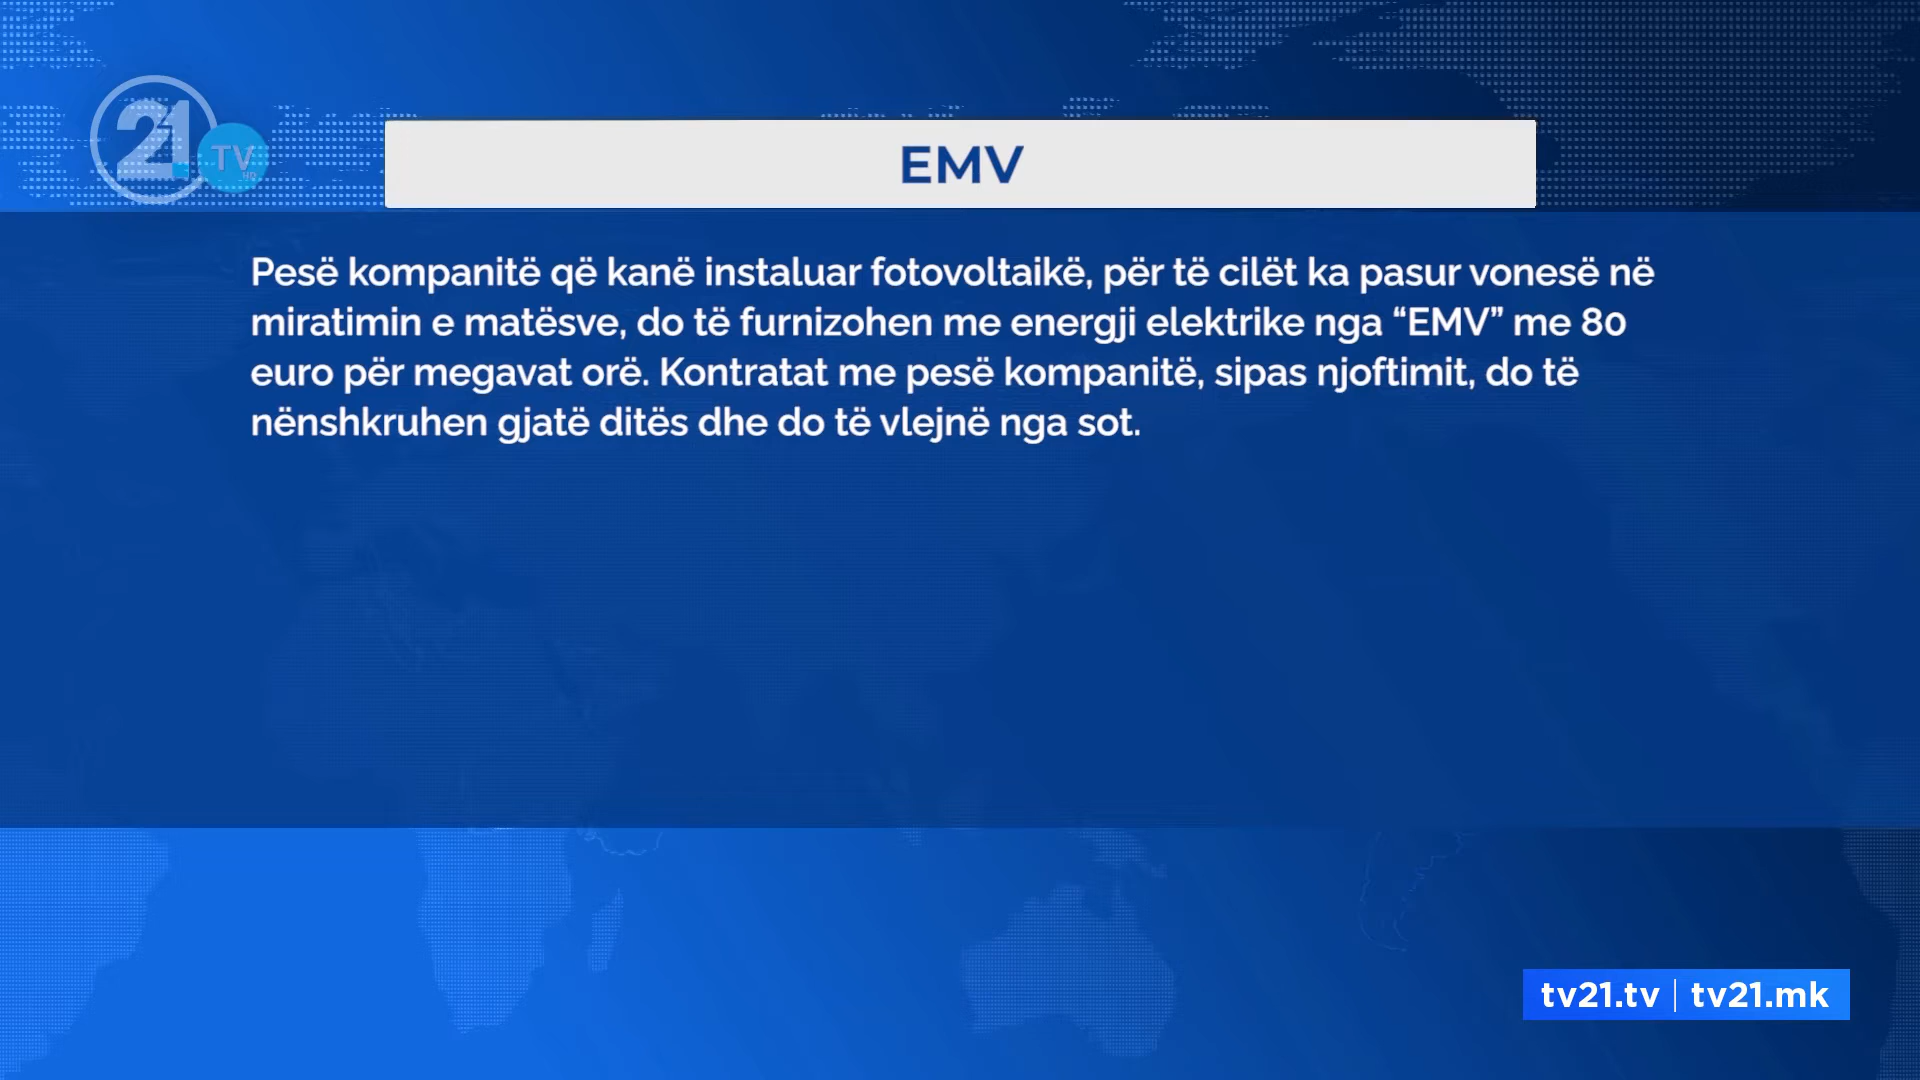 21 TV HD
EMV
Pesë kompanitë që kanë instaluar fotovoltaikë, për të cilët ka pasur vonesë në
miratimin e matësve, do të furnizohen me energji elektrike nga “EMV” me 80
euro për megavat orë. Kontratat me pesë kompanitë, sipas njoftimit, do të
nënshkruhen gjatë ditës dhe do të vlejnë nga sot.
tv21.tv | tv21.mk